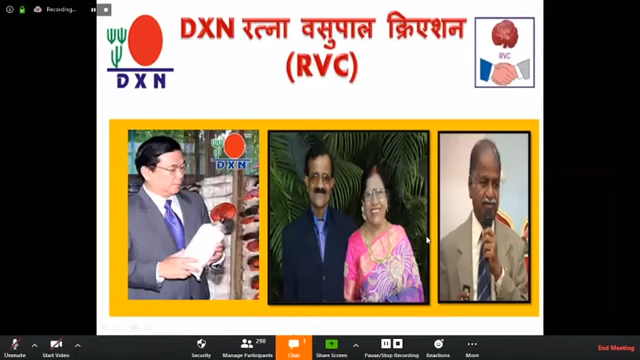 Recording...
DXN रत्ना वसुपाल क्रिएशन
(RVC)
DXN
RVC
DXN
298
1
Unmute
Start Video
Security
Manage Participants
Chat
Share Screen
Pause/Stop Recording
Reactions
More
End Meeting